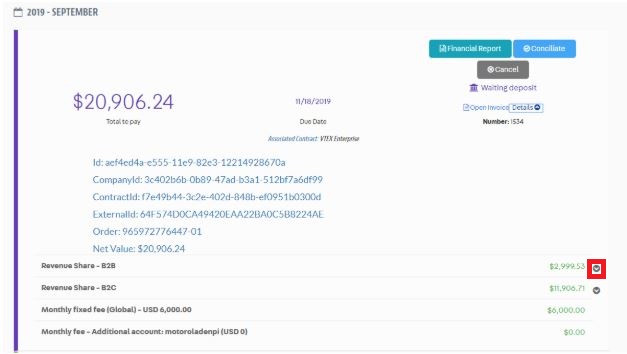 2019 - SEPTEMBER
Financial Report
Conciliate
Cancel
Waiting deposit
$20,906.24
Total to pay
11/18/2019
Due Date
Open Invoice Details
Number: 1534
Associated Contract: VTEX Enterprise
Id: aef4ed4a-e555-11e9-82e3-12214928670a
CompanyId: 3c402b6b-0b89-47ad-b3a1-512bf7a6df99
ContractId: f7e49b44-3c2e-402d-848b-ef0951b0300d
ExternalId: 64F574D0CA49420EAA22BA0C5B8224AE
Order: 965972776447-01
Net Value: $20,906.24
Revenue Share - B2B $2,999.53
Revenue Share - B2C $11,906.71
Monthly fixed fee (Global) - USD 6,000.00 $6,000.00
Monthly fee - Additional account: motoroladenpi (USD 0) $0.00